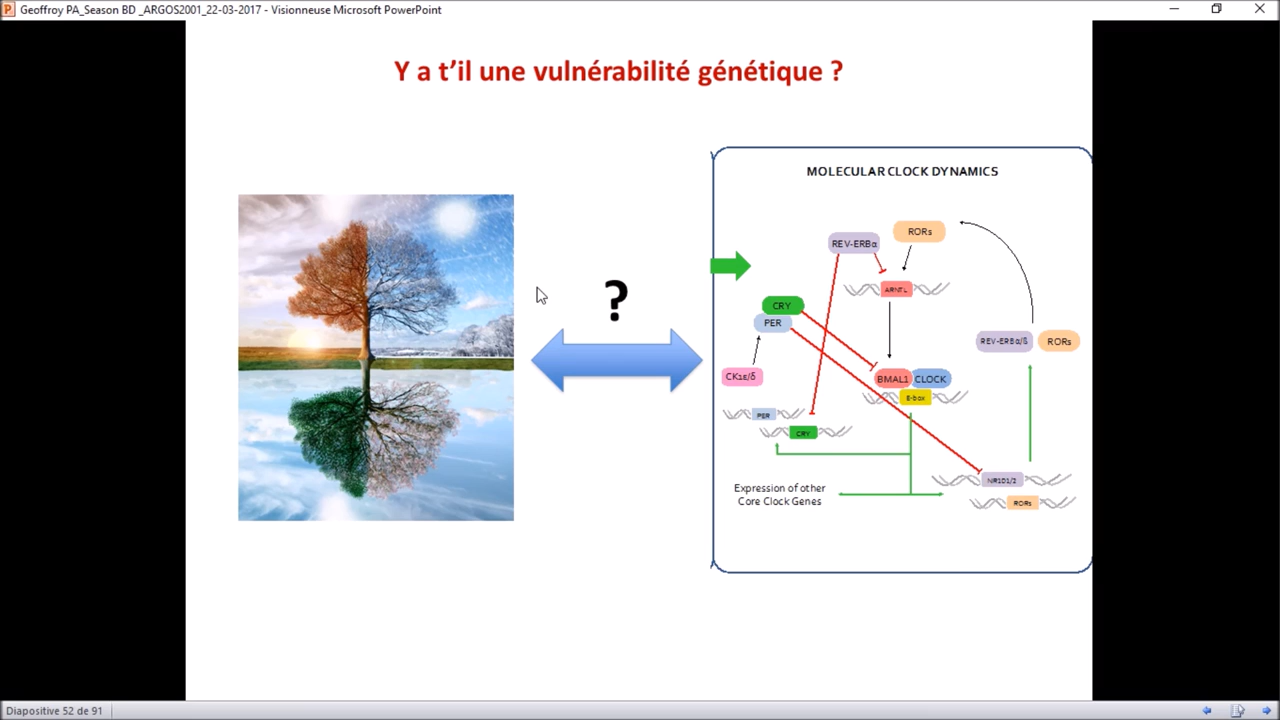 Geoffroy PA_Season BD _ARGOS2001_22-03-2017 - Visionneuse Microsoft PowerPoint
Y a t’il une vulnérabilité génétique ?
MOLECULAR CLOCK DYNAMICS
RORs
REV-ERBα
ARNTL
CRY
PER
?
REV-ERBα/ß
RORs
CK1ε/δ
BMAL1
CLOCK
E-box
PER
CRY
NR1D1/2
Expression of other
Core Clock Genes
RORs
Diapositive 52 de 91